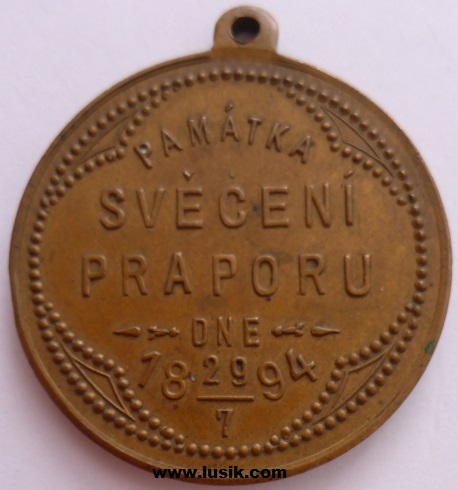 PAMÁTKA
SVĚCENÍ
PRAPORU
DNE
18 29 94
7
www.lusik.com